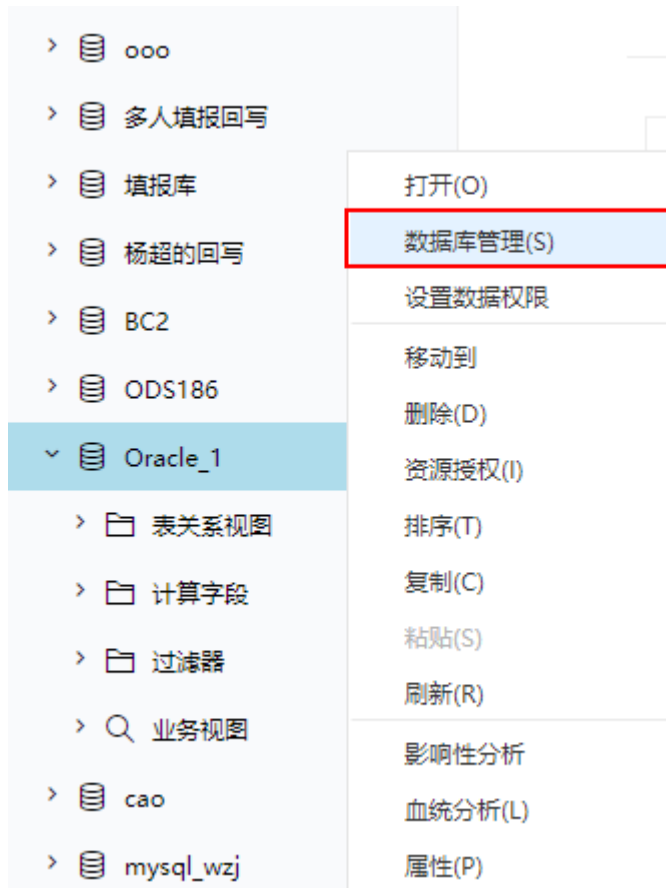 ooo
多人填报回写
填报库
杨超的回写
BC2
ODS186
Oracle_1
表关系视图
计算字段
过滤器
业务视图
cao
mysql_wzj
打开(O)
数据库管理(S)
设置数据权限
移动到
删除(D)
资源授权(I)
排序(T)
复制(C)
粘贴(S)
刷新(R)
影响性分析
血统分析(L)
属性(P)